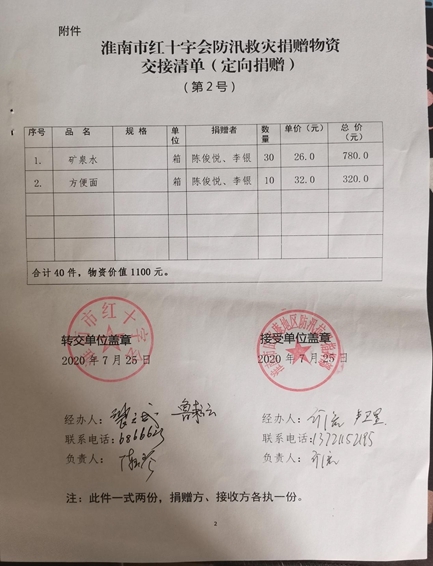 附件
淮南市红十字会防汛救灾捐赠物资
交接清单（定向捐赠）
（第2号）
序号 品 名 规 格 单位 捐赠者 数量 单价（元） 总 价（元）
1. 矿泉水 箱 陈俊悦、李银 30 26.0 780.0
2. 方便面 箱 陈俊悦、李银 10 32.0 320.0
合计40件，物资价值1100元。
淮南市红十字会
转交单位盖章 接受单位盖章
2020年7月25日 2020年7月25日
经办人： 经办人：
联系电话： 联系电话：
负责人： 负责人：
注：此件一式两份，捐赠方、接收方各执一份。
2